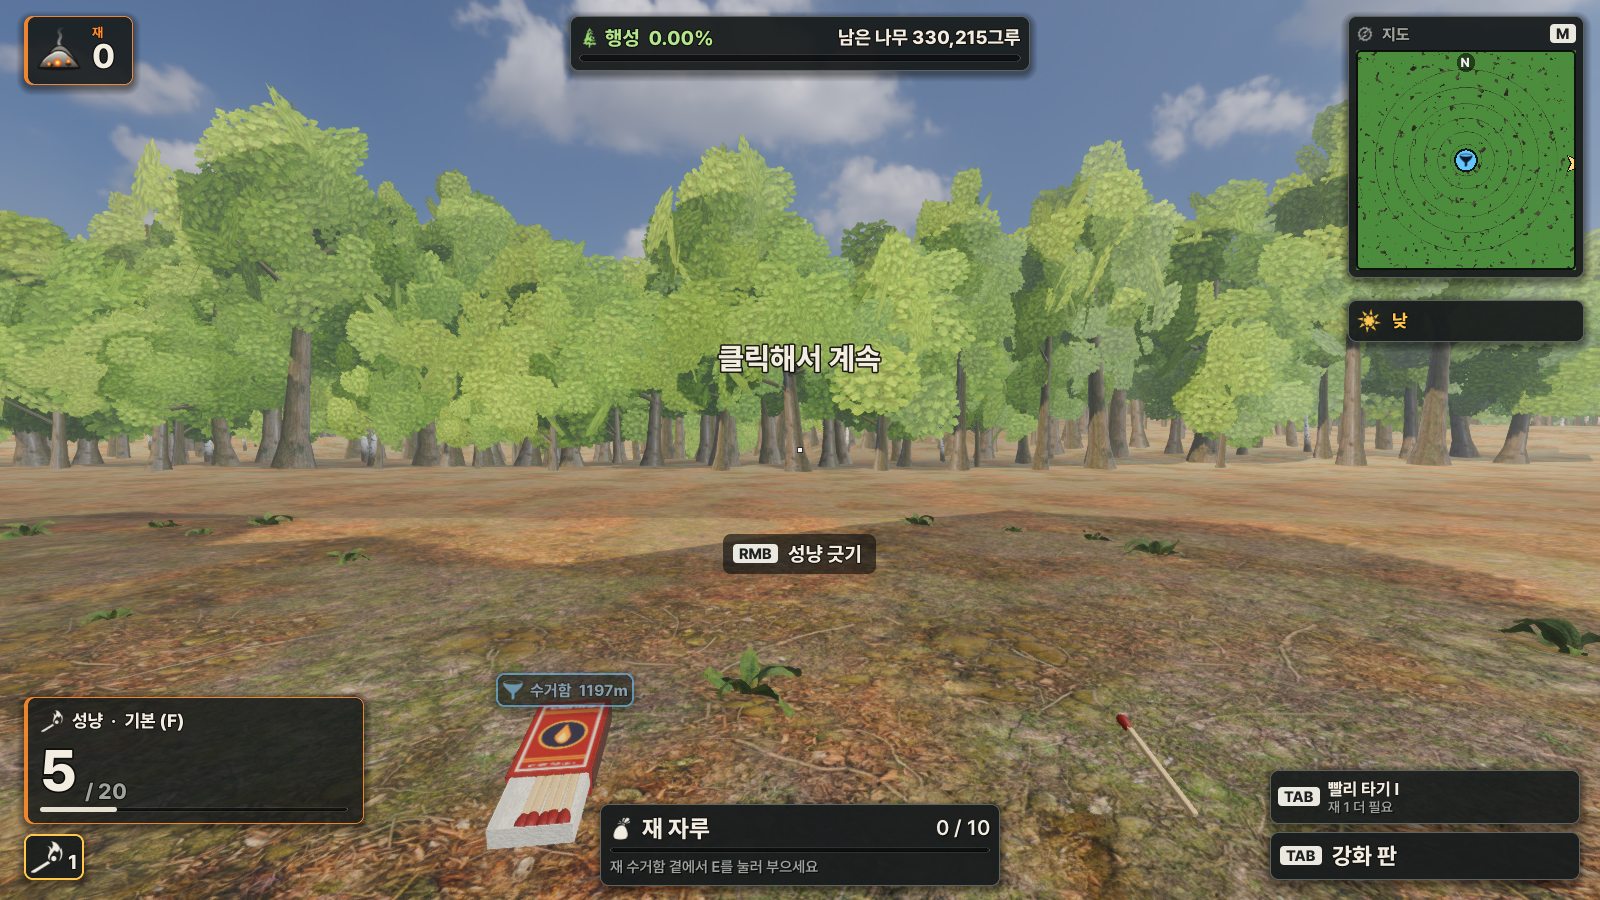 재
0
행성 0.00%
남은 나무 330,215그루
지도
M
N
낮
클릭해서 계속
RMB 성냥 긋기
수거함 1197m
성냥 · 기본 (F)
5 / 20
1
재 자루
0 / 10
재 수거함 곁에서 E를 눌러 부으세요
TAB 빨리 타기 I
재 1 더 필요
TAB 강화 판